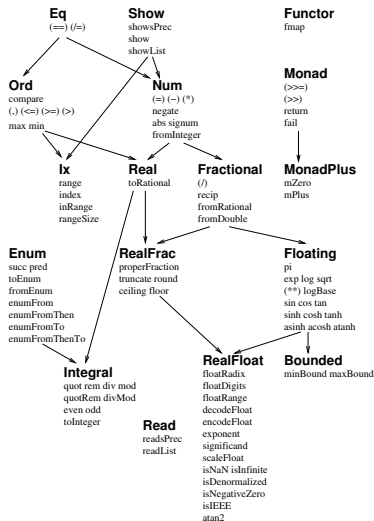 Eq
(==) (/=)
Show
showsPrec
show
showList
Functor
fmap
Ord
compare
(,) (<=) (>=) (>)
max min
Num
(=) (−) (*)
negate
abs signum
fromInteger
Monad
(>>=)
(>>)
return
fail
Ix
range
index
inRange
rangeSize
Real
toRational
Fractional
(/)
recip
fromRational
fromDouble
MonadPlus
mZero
mPlus
Enum
succ pred
toEnum
fromEnum
enumFrom
enumFromThen
enumFromTo
enumFromThenTo
RealFrac
properFraction
truncate round
ceiling floor
Floating
pi
exp log sqrt
(**) logBase
sin cos tan
sinh cosh tanh
asinh acosh atanh
Integral
quot rem div mod
quotRem divMod
even odd
toInteger
Read
readsPrec
readList
RealFloat
floatRadix
floatDigits
floatRange
decodeFloat
encodeFloat
exponent
significand
scaleFloat
isNaN isInfinite
isDenormalized
isNegativeZero
isIEEE
atan2
Bounded
minBound maxBound